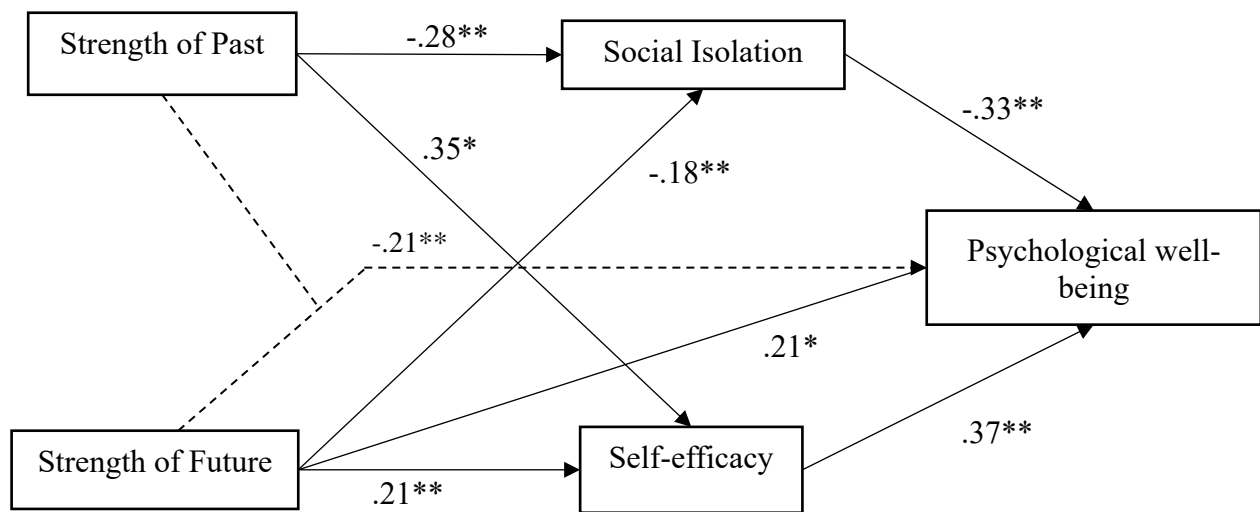 Strength of Past
-.28**
Social Isolation
-.33**
.35*
-.18**
-.21**
Psychological well-
being
.21*
Strength of Future
.21**
Self-efficacy
.37**